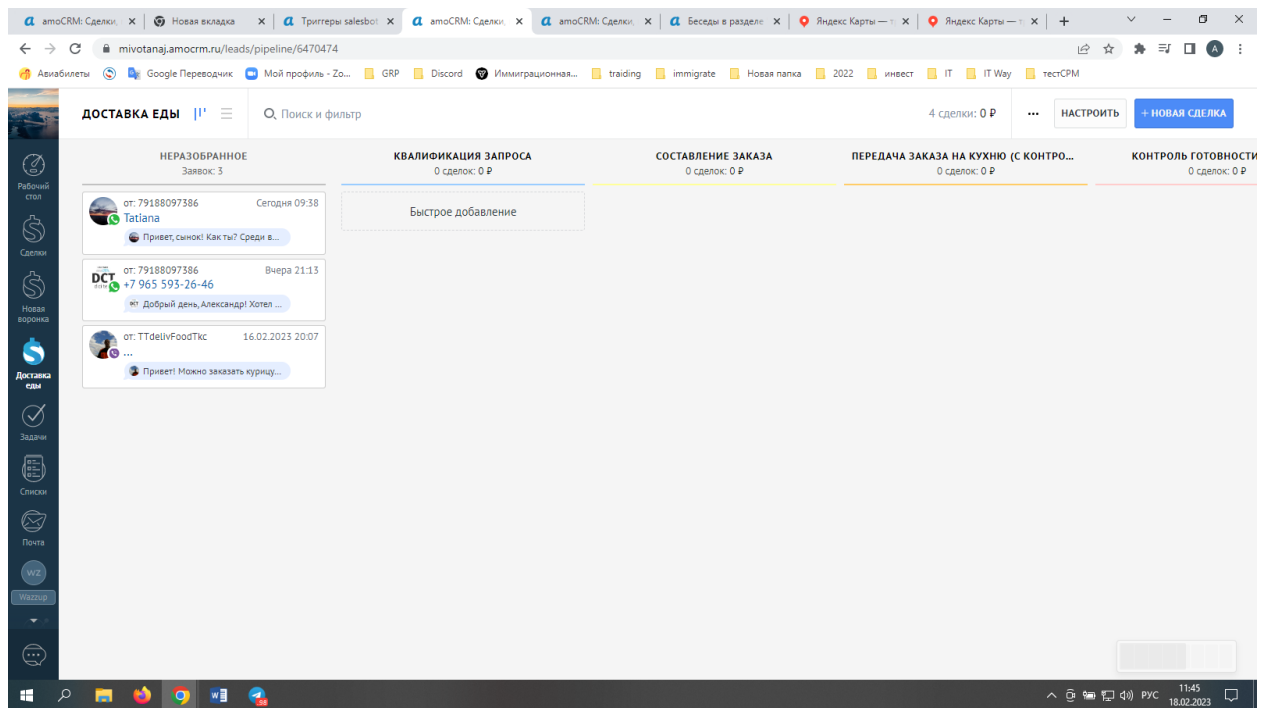 amoCRM: Сделки,
Новая вкладка
Триггеры salesbot
amoCRM: Сделки,
amoCRM: Сделки,
Беседы в разделе
Яндекс Карты — т
Яндекс Карты — т
mivotanaj.amocrm.ru/leads/pipeline/6470474
A
Авиабилеты
Google Переводчик
Мой профиль - Zo...
GRP
Discord
Иммиграционная...
traiding
immigrate
Новая папка
2022
инвест
IT
IT Way
тестСРМ
ДОСТАВКА ЕДЫ
Поиск и фильтр
4 сделки: 0 ₽
НАСТРОИТЬ
+ НОВАЯ СДЕЛКА
Рабочий
стол
Сделки
Новая
воронка
Доставка
еды
Задачи
Списки
Почта
WZ
Wazzup
НЕРАЗОБРАННОЕ
Заявок: 3
КВАЛИФИКАЦИЯ ЗАПРОСА
0 сделок: 0 ₽
СОСТАВЛЕНИЕ ЗАКАЗА
0 сделок: 0 ₽
ПЕРЕДАЧА ЗАКАЗА НА КУХНЮ (С КОНТРО...
0 сделок: 0 ₽
КОНТРОЛЬ ГОТОВНОСТИ
0 сделок: 0 ₽
от: 79188097386 Сегодня 09:38
Tatiana
Привет, сынок! Как ты? Среди в...
от: 79188097386 Вчера 21:13
DCT
+7 965 593-26-46
Добрый день, Александр! Хотел ...
от: TTdelivFoodTkc 16.02.2023 20:07
...
Привет! Можно заказать курицу...
Быстрое добавление
98
РУС
11:45
18.02.2023